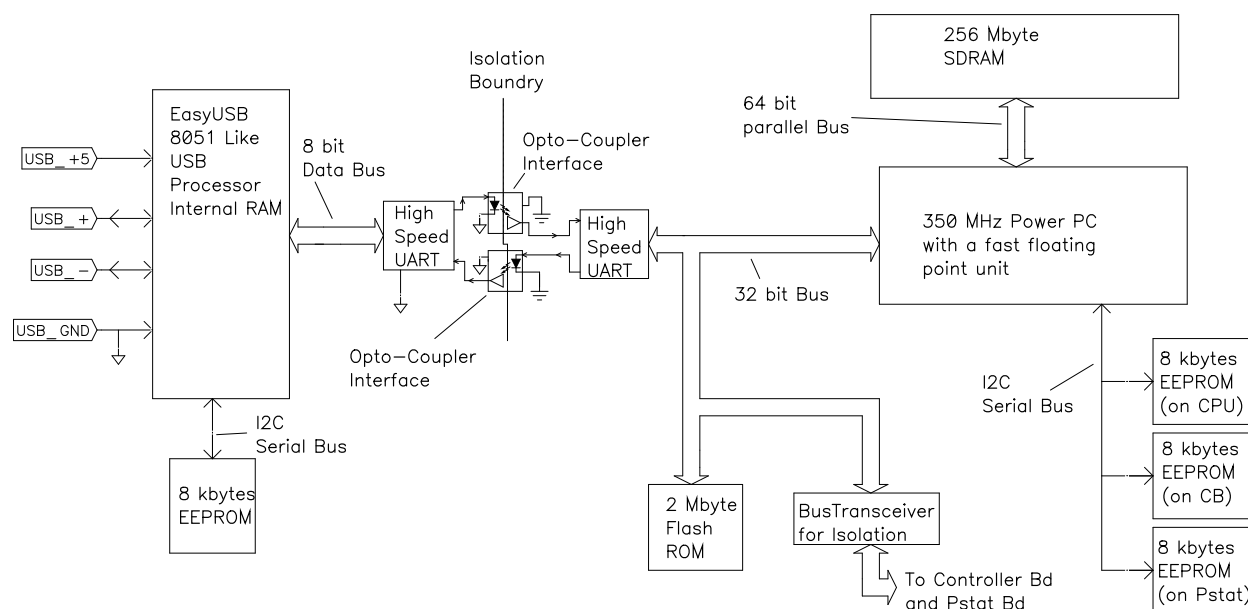 256 Mbyte
SDRAM
Isolation
Boundry
64 bit
parallel Bus
EasyUSB
8051 Like
USB
Processor
Internal RAM
8 bit
Data Bus
Opto-Coupler
Interface
USB_+5
USB_+
USB_-
USB_GND
High
Speed
UART
High
Speed
UART
350 MHz Power PC
with a fast floating
point unit
32 bit Bus
Opto-Coupler
Interface
I2C
Serial Bus
I2C
Serial Bus
8 kbytes
EEPROM
(on CPU)
8 kbytes
EEPROM
(on CB)
8 kbytes
EEPROM
(on Pstat)
8 kbytes
EEPROM
2 Mbyte
Flash
ROM
BusTransceiver
for Isolation
To Controller Bd
and Pstat Bd